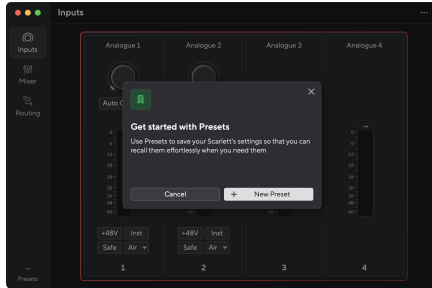 Inputs
Inputs
Mixer
Routing
Presets
Analogue 1
Analogue 2
Analogue 3
Analogue 4
Get started with Presets
Use Presets to save your Scarlett's settings so that you can
recall them effortlessly when you need them
Cancel
+ New Preset
+48V Inst
Safe Air
+48V Inst
Safe Air
1
2
3
4